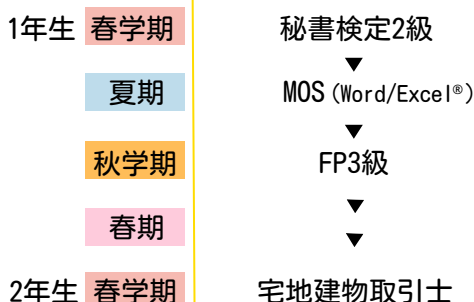 1年生 春学期 秘書検定2級
▼
夏期 MOS(Word/Excel®)
▼
秋学期 FP3級
▼
春期
▼
2年生 春学期 宅地建物取引士